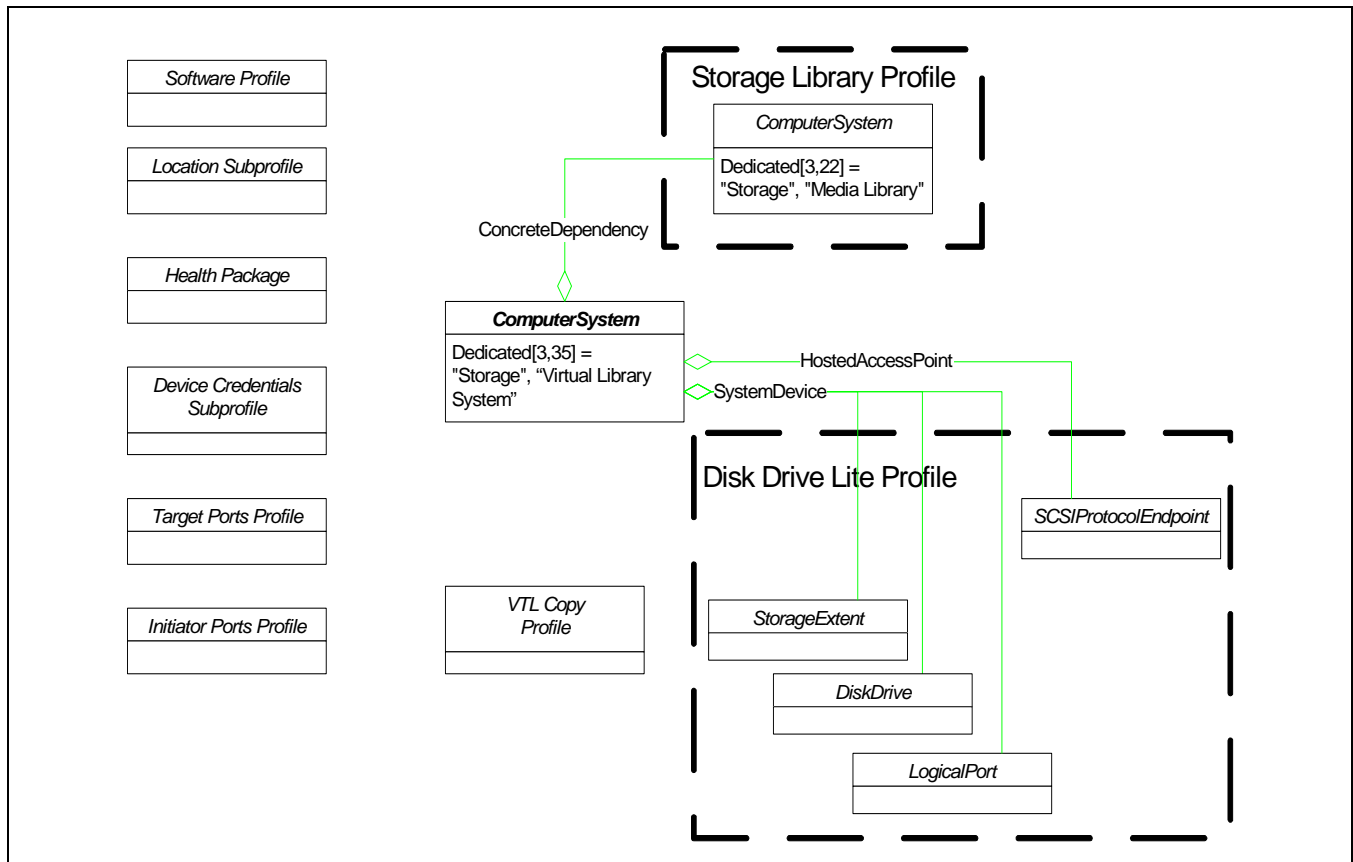 Software Profile
Location Subprofile
Health Package
Device Credentials
Subprofile
Target Ports Profile
Initiator Ports Profile
Storage Library Profile
ComputerSystem
Dedicated[3,22] =
"Storage", "Media Library"
ConcreteDependency
ComputerSystem
Dedicated[3,35] =
"Storage", “Virtual Library
System”
HostedAccessPoint
SystemDevice
VTL Copy
Profile
Disk Drive Lite Profile
SCSIProtocolEndpoint
StorageExtent
DiskDrive
LogicalPort